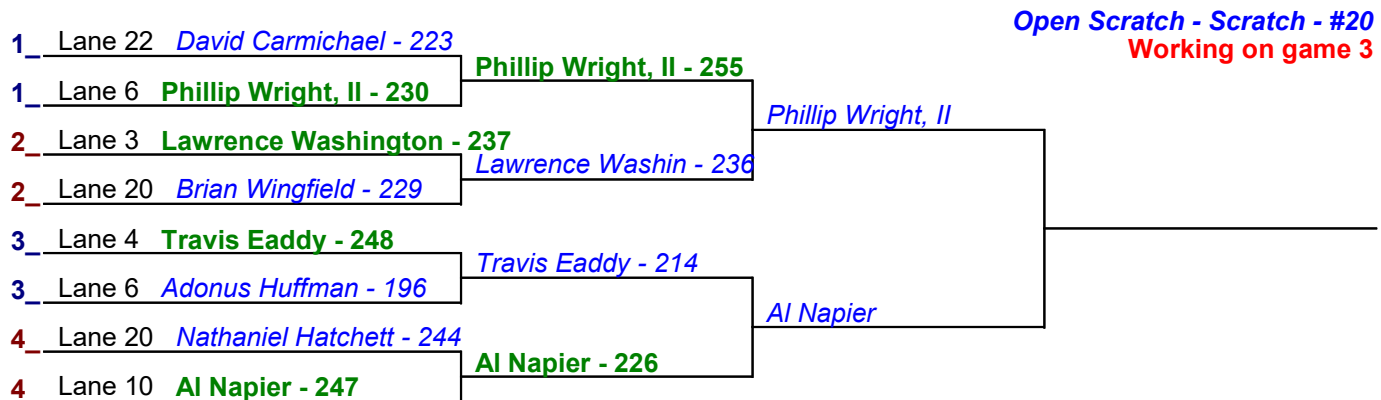 Open Scratch - Scratch - #20
Working on game 3
1_ Lane 22 David Carmichael - 223
Phillip Wright, II - 255
1_ Lane 6 Phillip Wright, II - 230
Phillip Wright, II
2_ Lane 3 Lawrence Washington - 237
Lawrence Washin - 236
2_ Lane 20 Brian Wingfield - 229
3_ Lane 4 Travis Eaddy - 248
Travis Eaddy - 214
3_ Lane 6 Adonus Huffman - 196
Al Napier
4_ Lane 20 Nathaniel Hatchett - 244
Al Napier - 226
4 Lane 10 Al Napier - 247